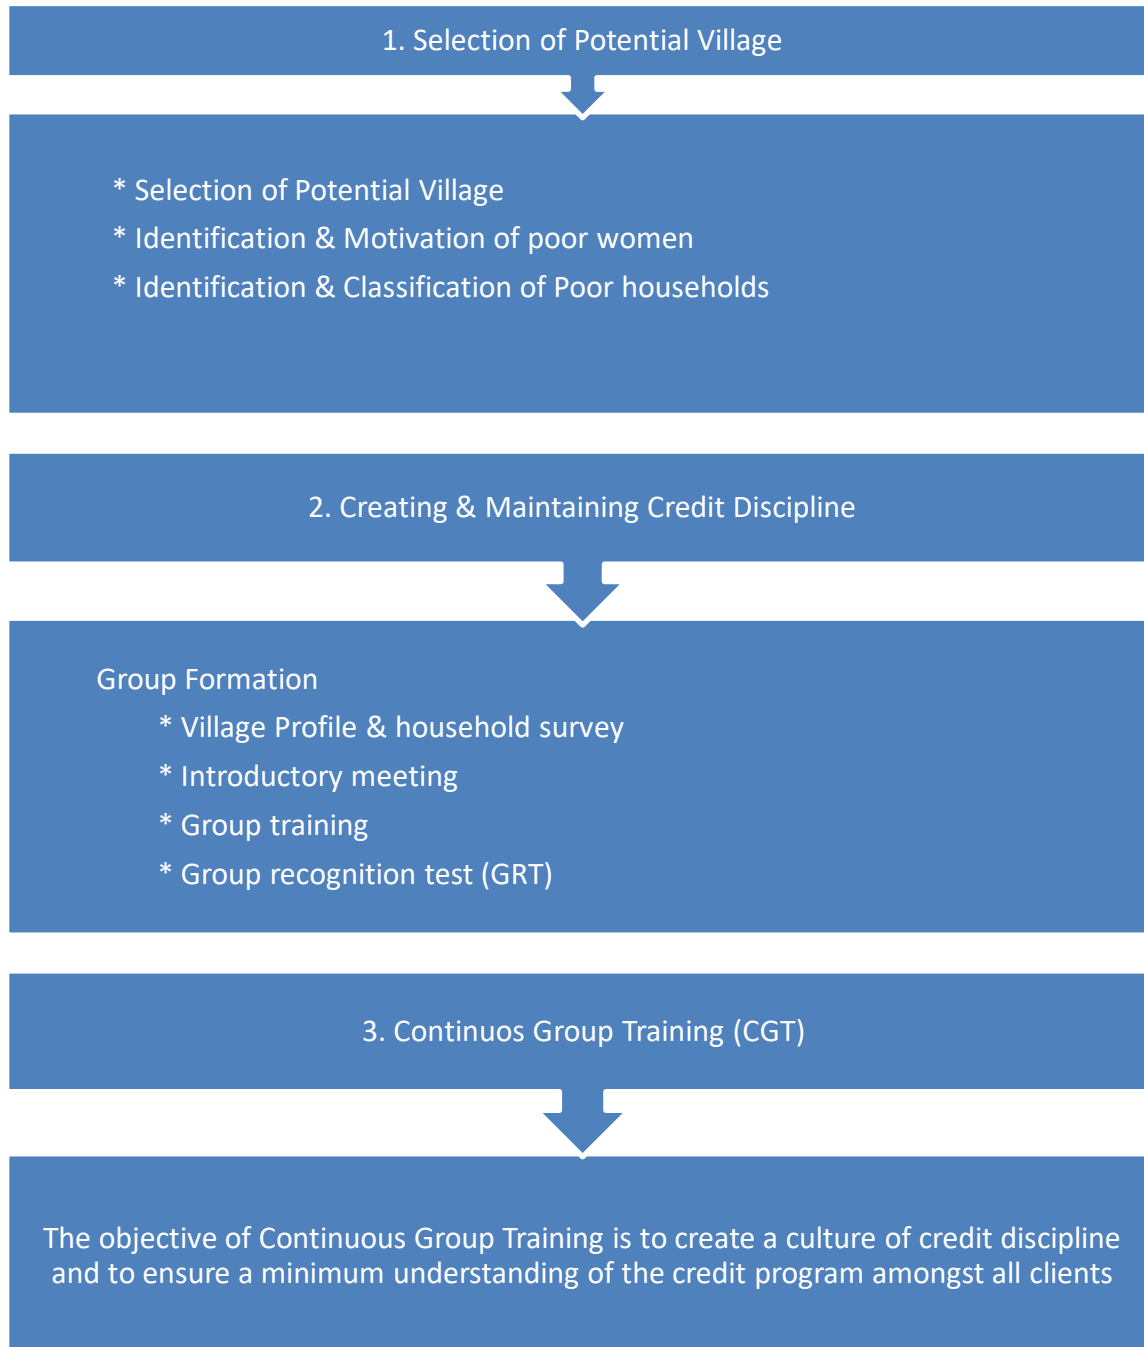 1. Selection of Potential Village
* Selection of Potential Village
* Identification & Motivation of poor women
* Identification & Classification of Poor households
2. Creating & Maintaining Credit Discipline
Group Formation
* Village Profile & household survey
* Introductory meeting
* Group training
* Group recognition test (GRT)
3. Continuos Group Training (CGT)
The objective of Continuous Group Training is to create a culture of credit discipline
and to ensure a minimum understanding of the credit program amongst all clients